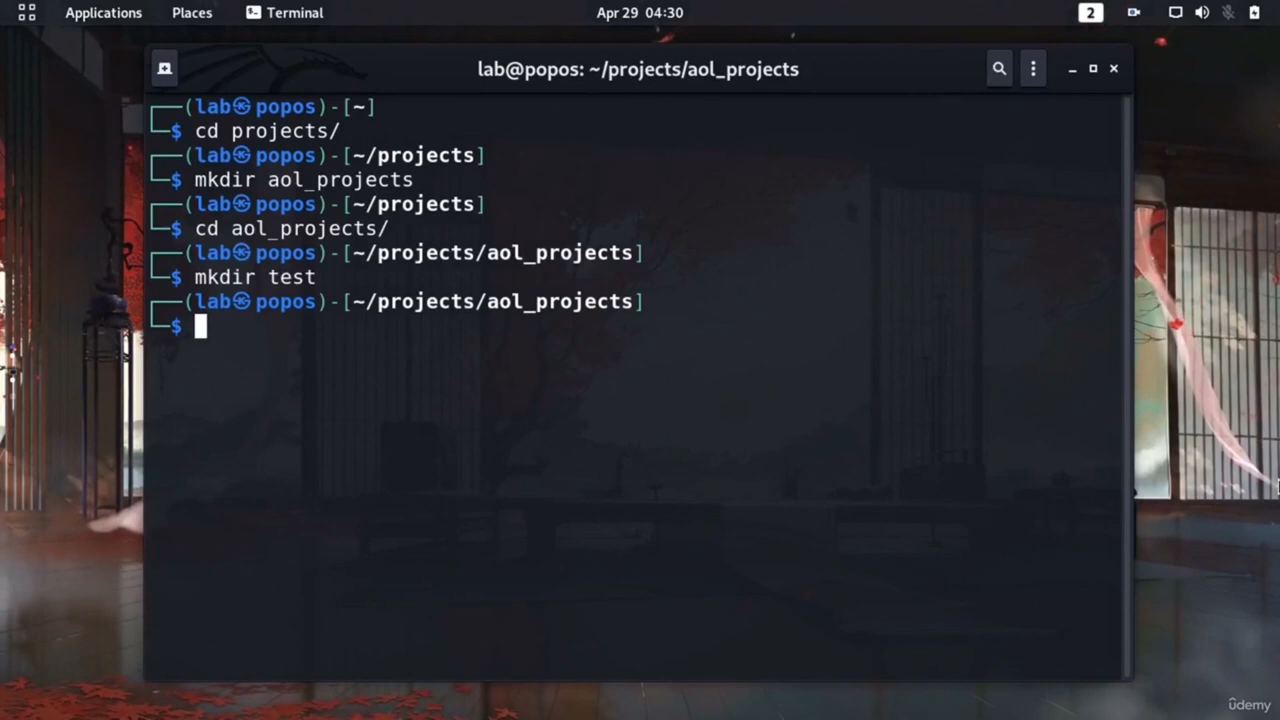 Applications Places Terminal Apr 29 04:30 2
lab@popos: ~/projects/aol_projects
┌──(lab㉿popos)-[~]
└─$ cd projects/
┌──(lab㉿popos)-[~/projects]
└─$ mkdir aol_projects
┌──(lab㉿popos)-[~/projects]
└─$ cd aol_projects/
┌──(lab㉿popos)-[~/projects/aol_projects]
└─$ mkdir test
┌──(lab㉿popos)-[~/projects/aol_projects]
└─$
ûdemy